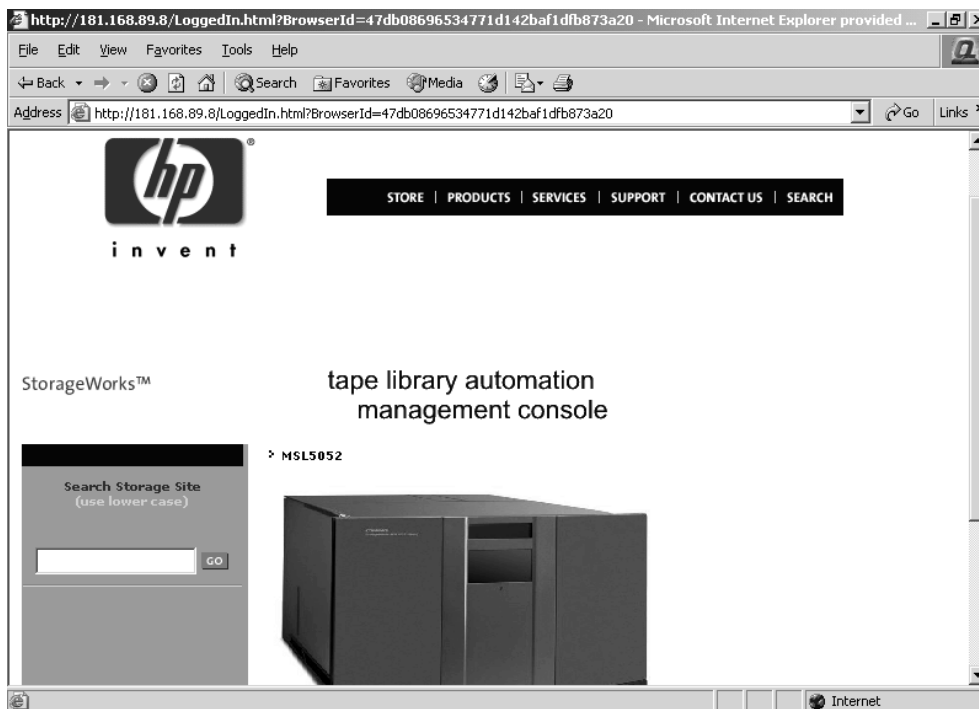 http://181.168.89.8/LoggedIn.html?BrowserId=47db08696534771d142baf1dfb873a20 - Microsoft Internet Explorer provided ...
File Edit View Favorites Tools Help
Back Search Favorites Media
Address http://181.168.89.8/LoggedIn.html?BrowserId=47db08696534771d142baf1dfb873a20 Go Links
hp ®
invent
STORE | PRODUCTS | SERVICES | SUPPORT | CONTACT US | SEARCH
StorageWorks™
tape library automation
management console
> MSL5052
Search Storage Site
(use lower case)
GO
Internet